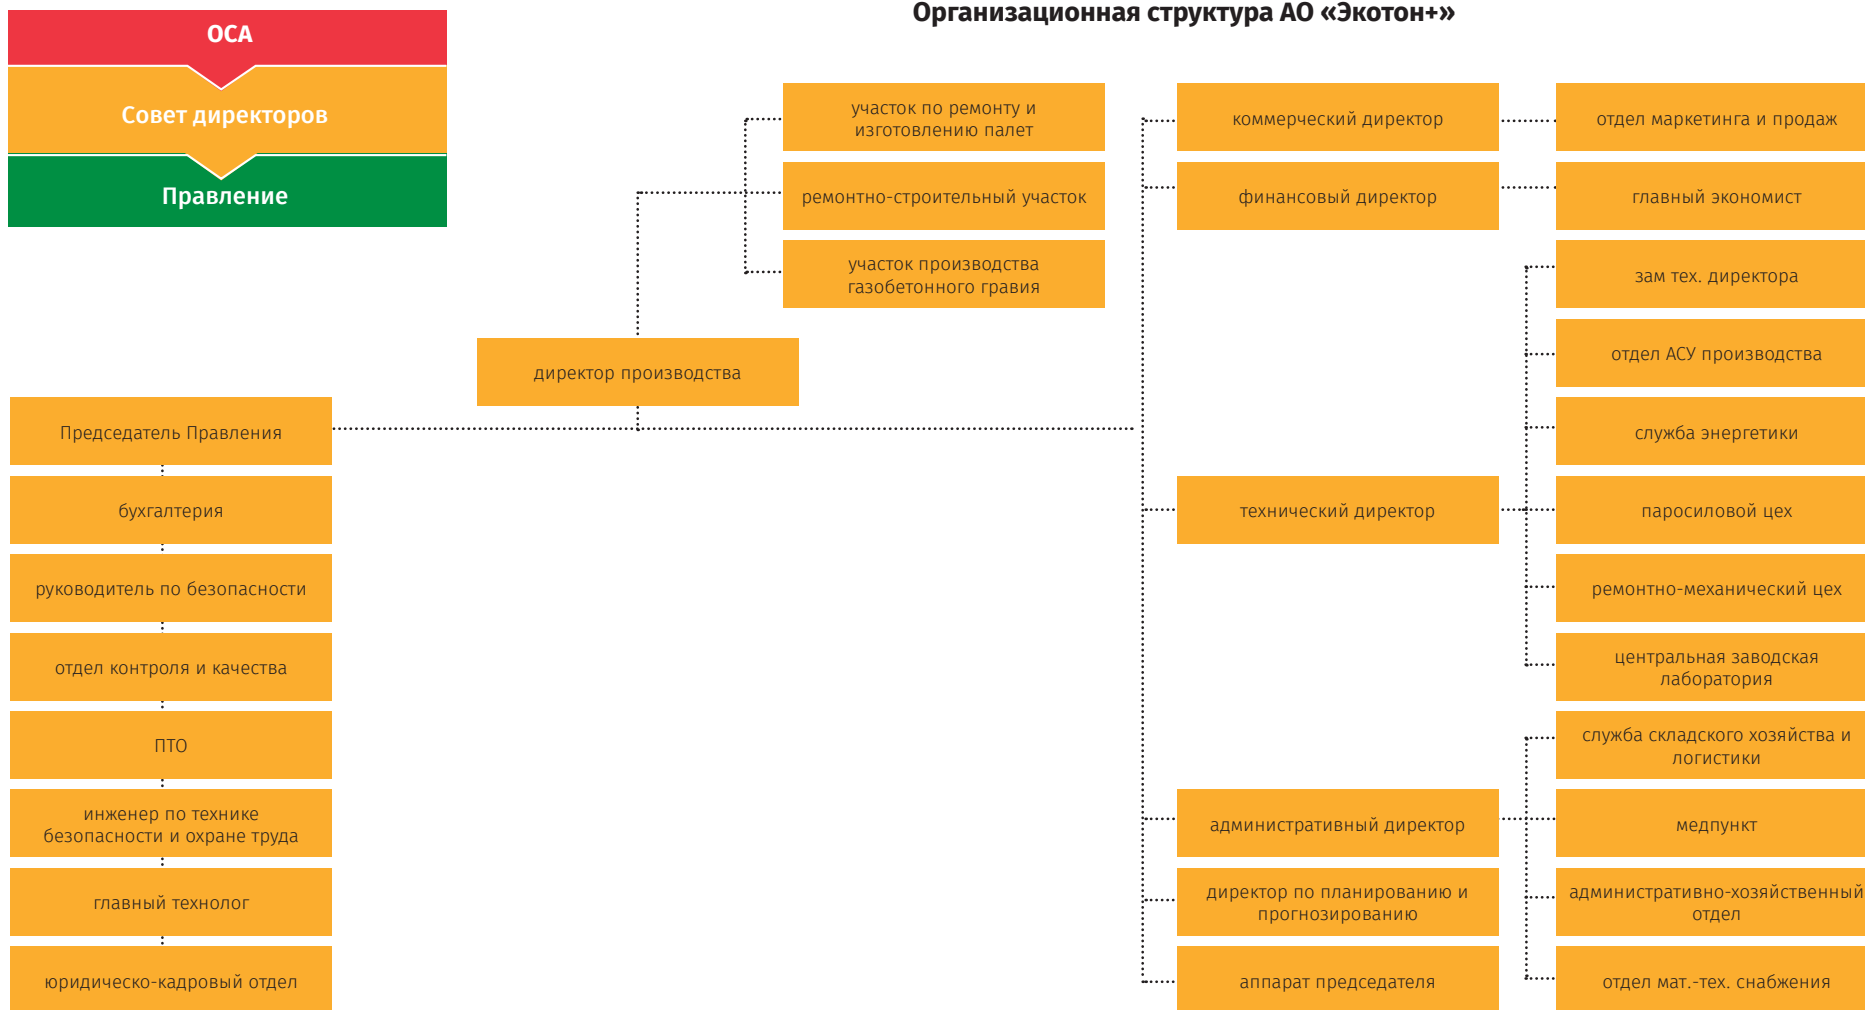 Организационная структура АО «Экотон+»
ОСА
Совет директоров
Правление
участок по ремонту и
изготовлению палет
ремонтно-строительный участок
участок производства
газобетонного гравия
директор производства
Председатель Правления
бухгалтерия
руководитель по безопасности
отдел контроля и качества
ПТО
инженер по технике
безопасности и охране труда
главный технолог
юридическо-кадровый отдел
коммерческий директор
финансовый директор
технический директор
административный директор
директор по планированию и
прогнозированию
аппарат председателя
отдел маркетинга и продаж
главный экономист
зам тех. директора
отдел АСУ производства
служба энергетики
паросиловой цех
ремонтно-механический цех
центральная заводская
лаборатория
служба складского хозяйства и
логистики
медпункт
административно-хозяйственный
отдел
отдел мат.-тех. снабжения